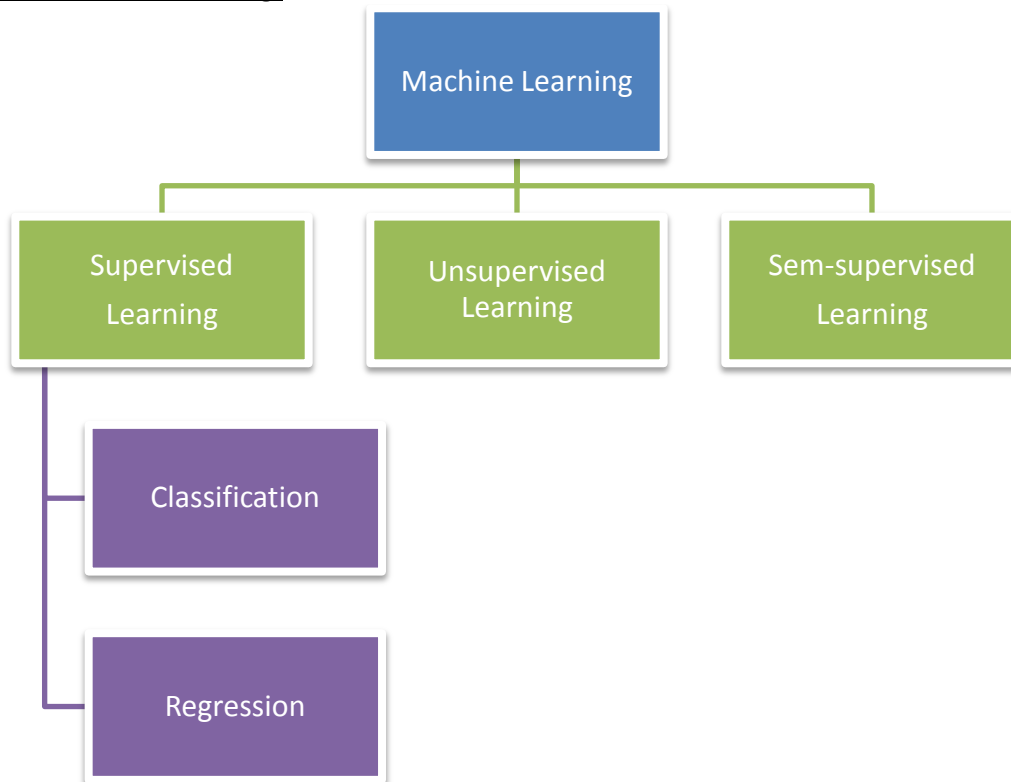 Machine Learning
Supervised
Learning
Unsupervised
Learning
Sem-supervised
Learning
Classification
Regression